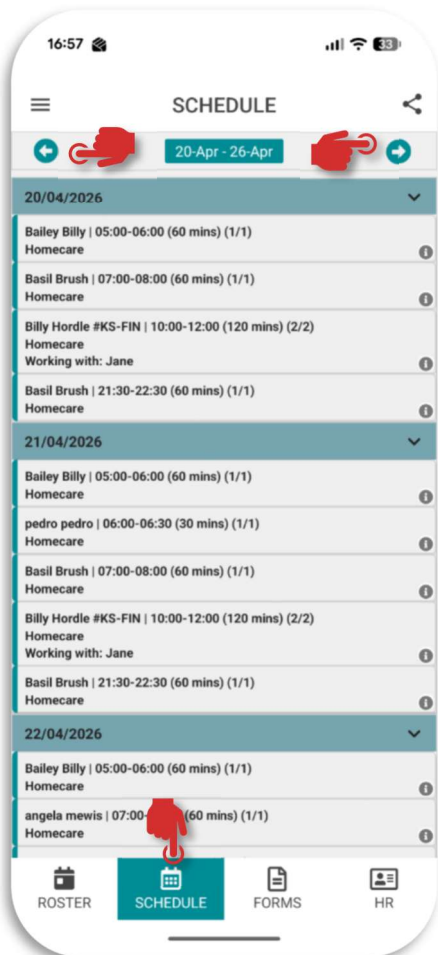 16:57
33
SCHEDULE
20-Apr - 26-Apr
20/04/2026
Bailey Billy | 05:00-06:00 (60 mins) (1/1)
Homecare
Basil Brush | 07:00-08:00 (60 mins) (1/1)
Homecare
Billy Hordle #KS-FIN | 10:00-12:00 (120 mins) (2/2)
Homecare
Working with: Jane
Basil Brush | 21:30-22:30 (60 mins) (1/1)
Homecare
21/04/2026
Bailey Billy | 05:00-06:00 (60 mins) (1/1)
Homecare
pedro pedro | 06:00-06:30 (30 mins) (1/1)
Homecare
Basil Brush | 07:00-08:00 (60 mins) (1/1)
Homecare
Billy Hordle #KS-FIN | 10:00-12:00 (120 mins) (2/2)
Homecare
Working with: Jane
Basil Brush | 21:30-22:30 (60 mins) (1/1)
Homecare
22/04/2026
Bailey Billy | 05:00-06:00 (60 mins) (1/1)
Homecare
angela mewis | 07:00- (60 mins) (1/1)
Homecare
ROSTER SCHEDULE FORMS HR